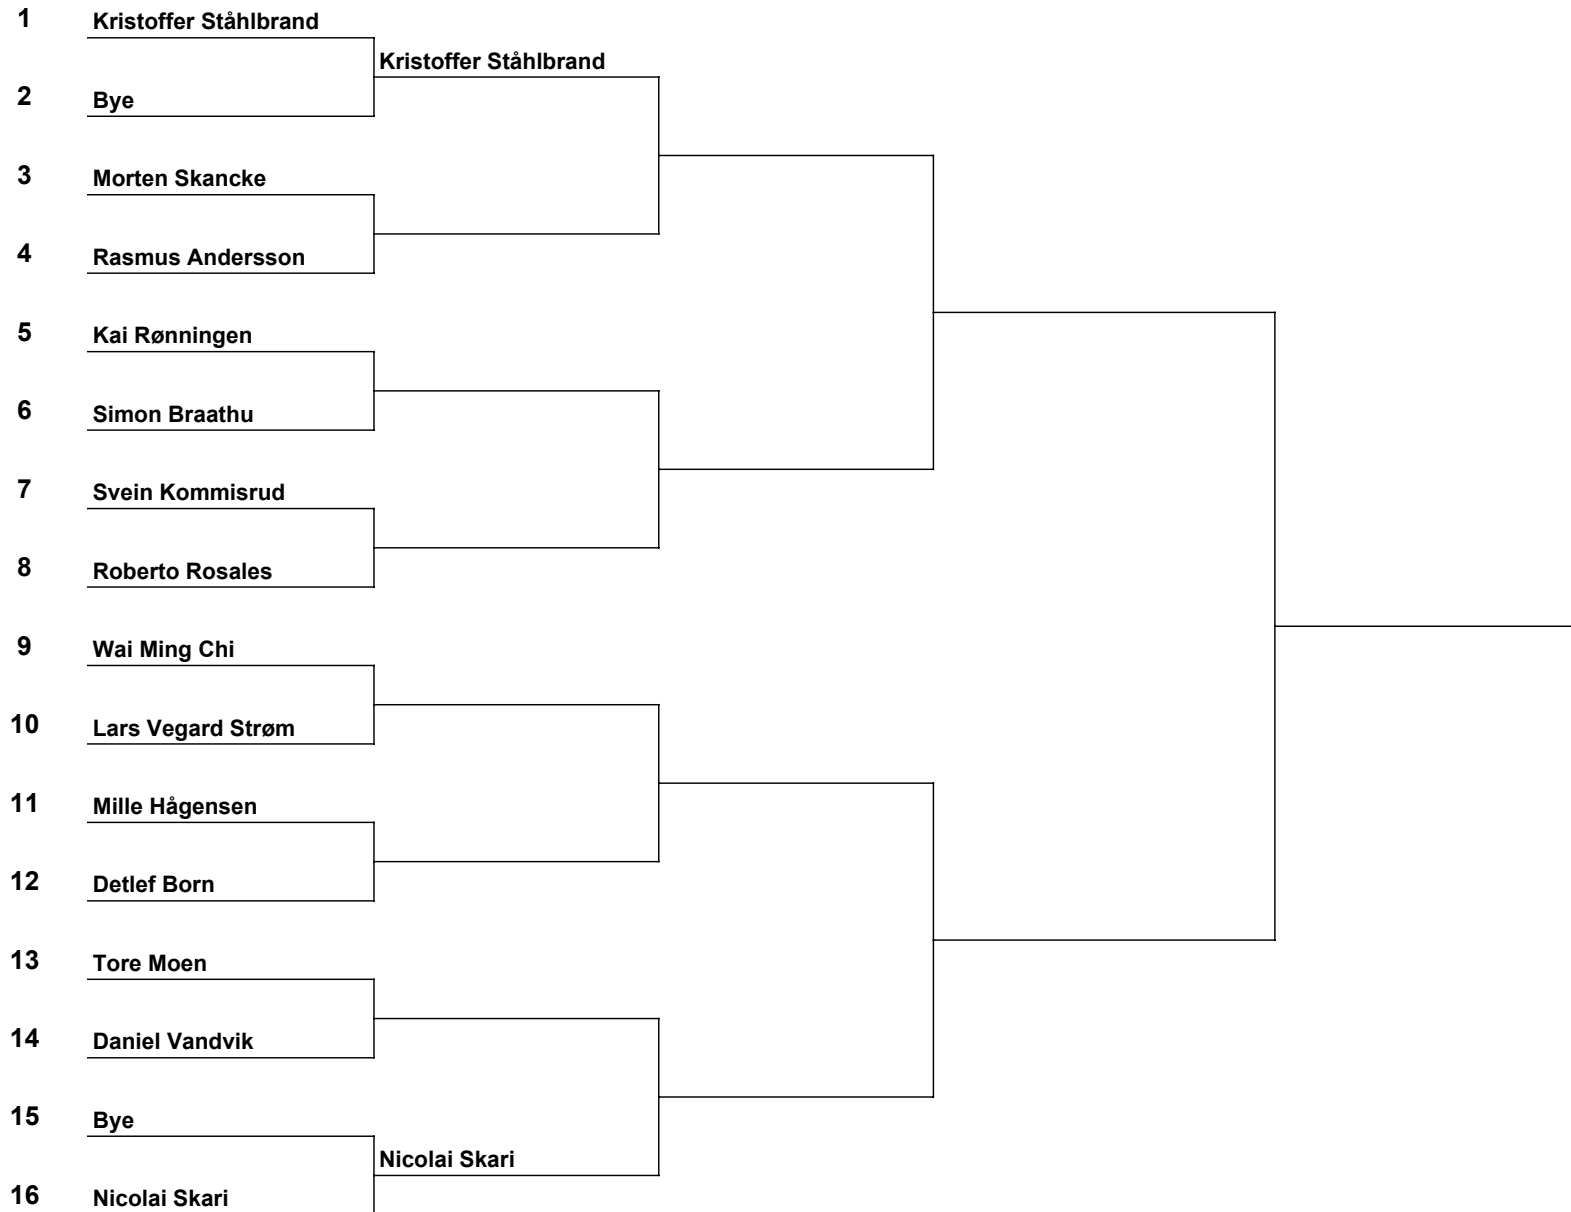 1 Kristoffer Ståhlbrand
Kristoffer Ståhlbrand
2 Bye
3 Morten Skancke
4 Rasmus Andersson
5 Kai Rønningen
6 Simon Braathu
7 Svein Kommisrud
8 Roberto Rosales
9 Wai Ming Chi
10 Lars Vegard Strøm
11 Mille Hågensen
12 Detlef Born
13 Tore Moen
14 Daniel Vandvik
15 Bye
Nicolai Skari
16 Nicolai Skari